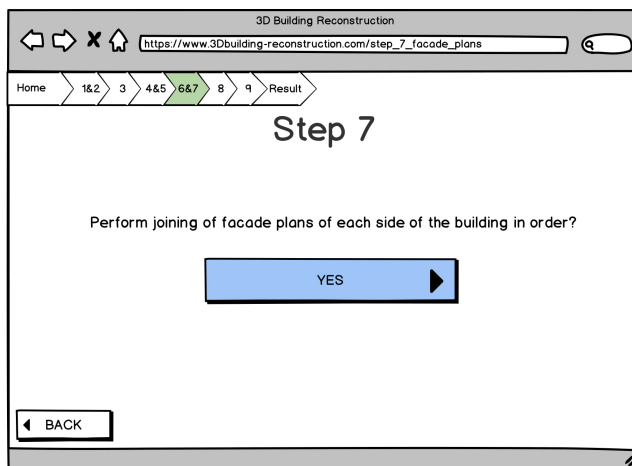 3D Building Reconstruction
https://www.3Dbuilding-reconstruction.com/step_7_facade_plans
Home 1&2 3 4&5 6&7 8 9 Result
Step 7
Perform joining of facade plans of each side of the building in order?
YES
BACK